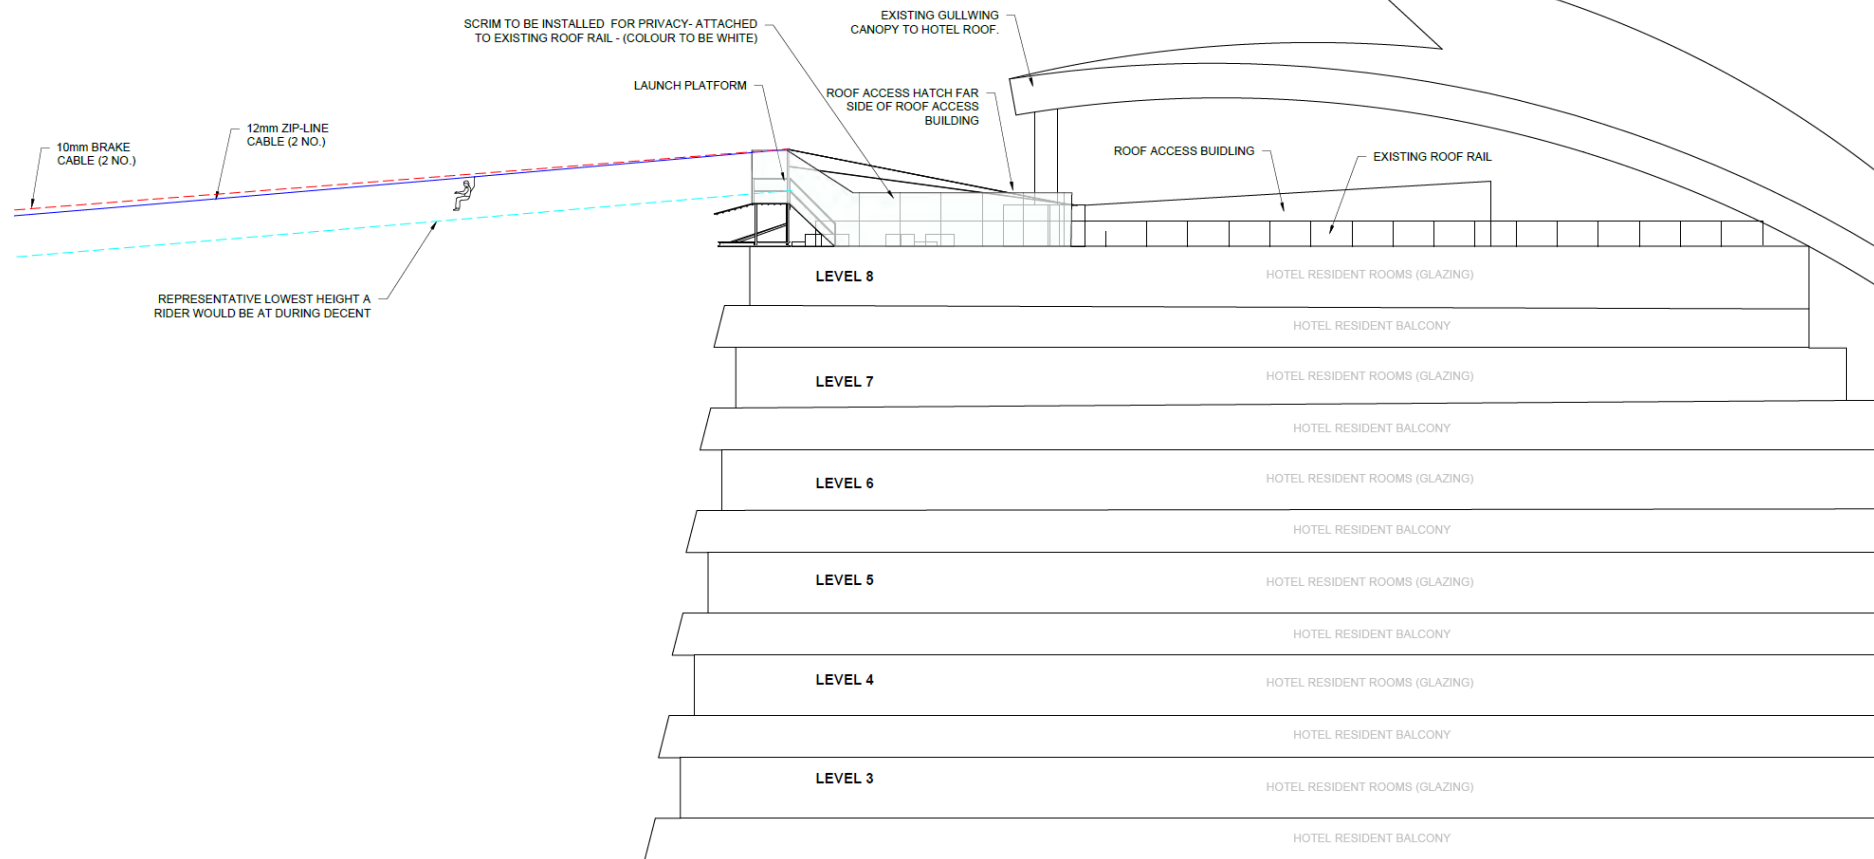 SCRIM TO BE INSTALLED FOR PRIVACY- ATTACHED
TO EXISTING ROOF RAIL - (COLOUR TO BE WHITE)
EXISTING GULLWING
CANOPY TO HOTEL ROOF.
LAUNCH PLATFORM
ROOF ACCESS HATCH FAR
SIDE OF ROOF ACCESS
BUILDING
12mm ZIP-LINE
CABLE (2 NO.)
10mm BRAKE
CABLE (2 NO.)
ROOF ACCESS BUIDLING
EXISTING ROOF RAIL
REPRESENTATIVE LOWEST HEIGHT A
RIDER WOULD BE AT DURING DECENT
LEVEL 8
HOTEL RESIDENT ROOMS (GLAZING)
HOTEL RESIDENT BALCONY
LEVEL 7
HOTEL RESIDENT ROOMS (GLAZING)
HOTEL RESIDENT BALCONY
LEVEL 6
HOTEL RESIDENT ROOMS (GLAZING)
HOTEL RESIDENT BALCONY
LEVEL 5
HOTEL RESIDENT ROOMS (GLAZING)
HOTEL RESIDENT BALCONY
LEVEL 4
HOTEL RESIDENT ROOMS (GLAZING)
HOTEL RESIDENT BALCONY
LEVEL 3
HOTEL RESIDENT ROOMS (GLAZING)
HOTEL RESIDENT BALCONY